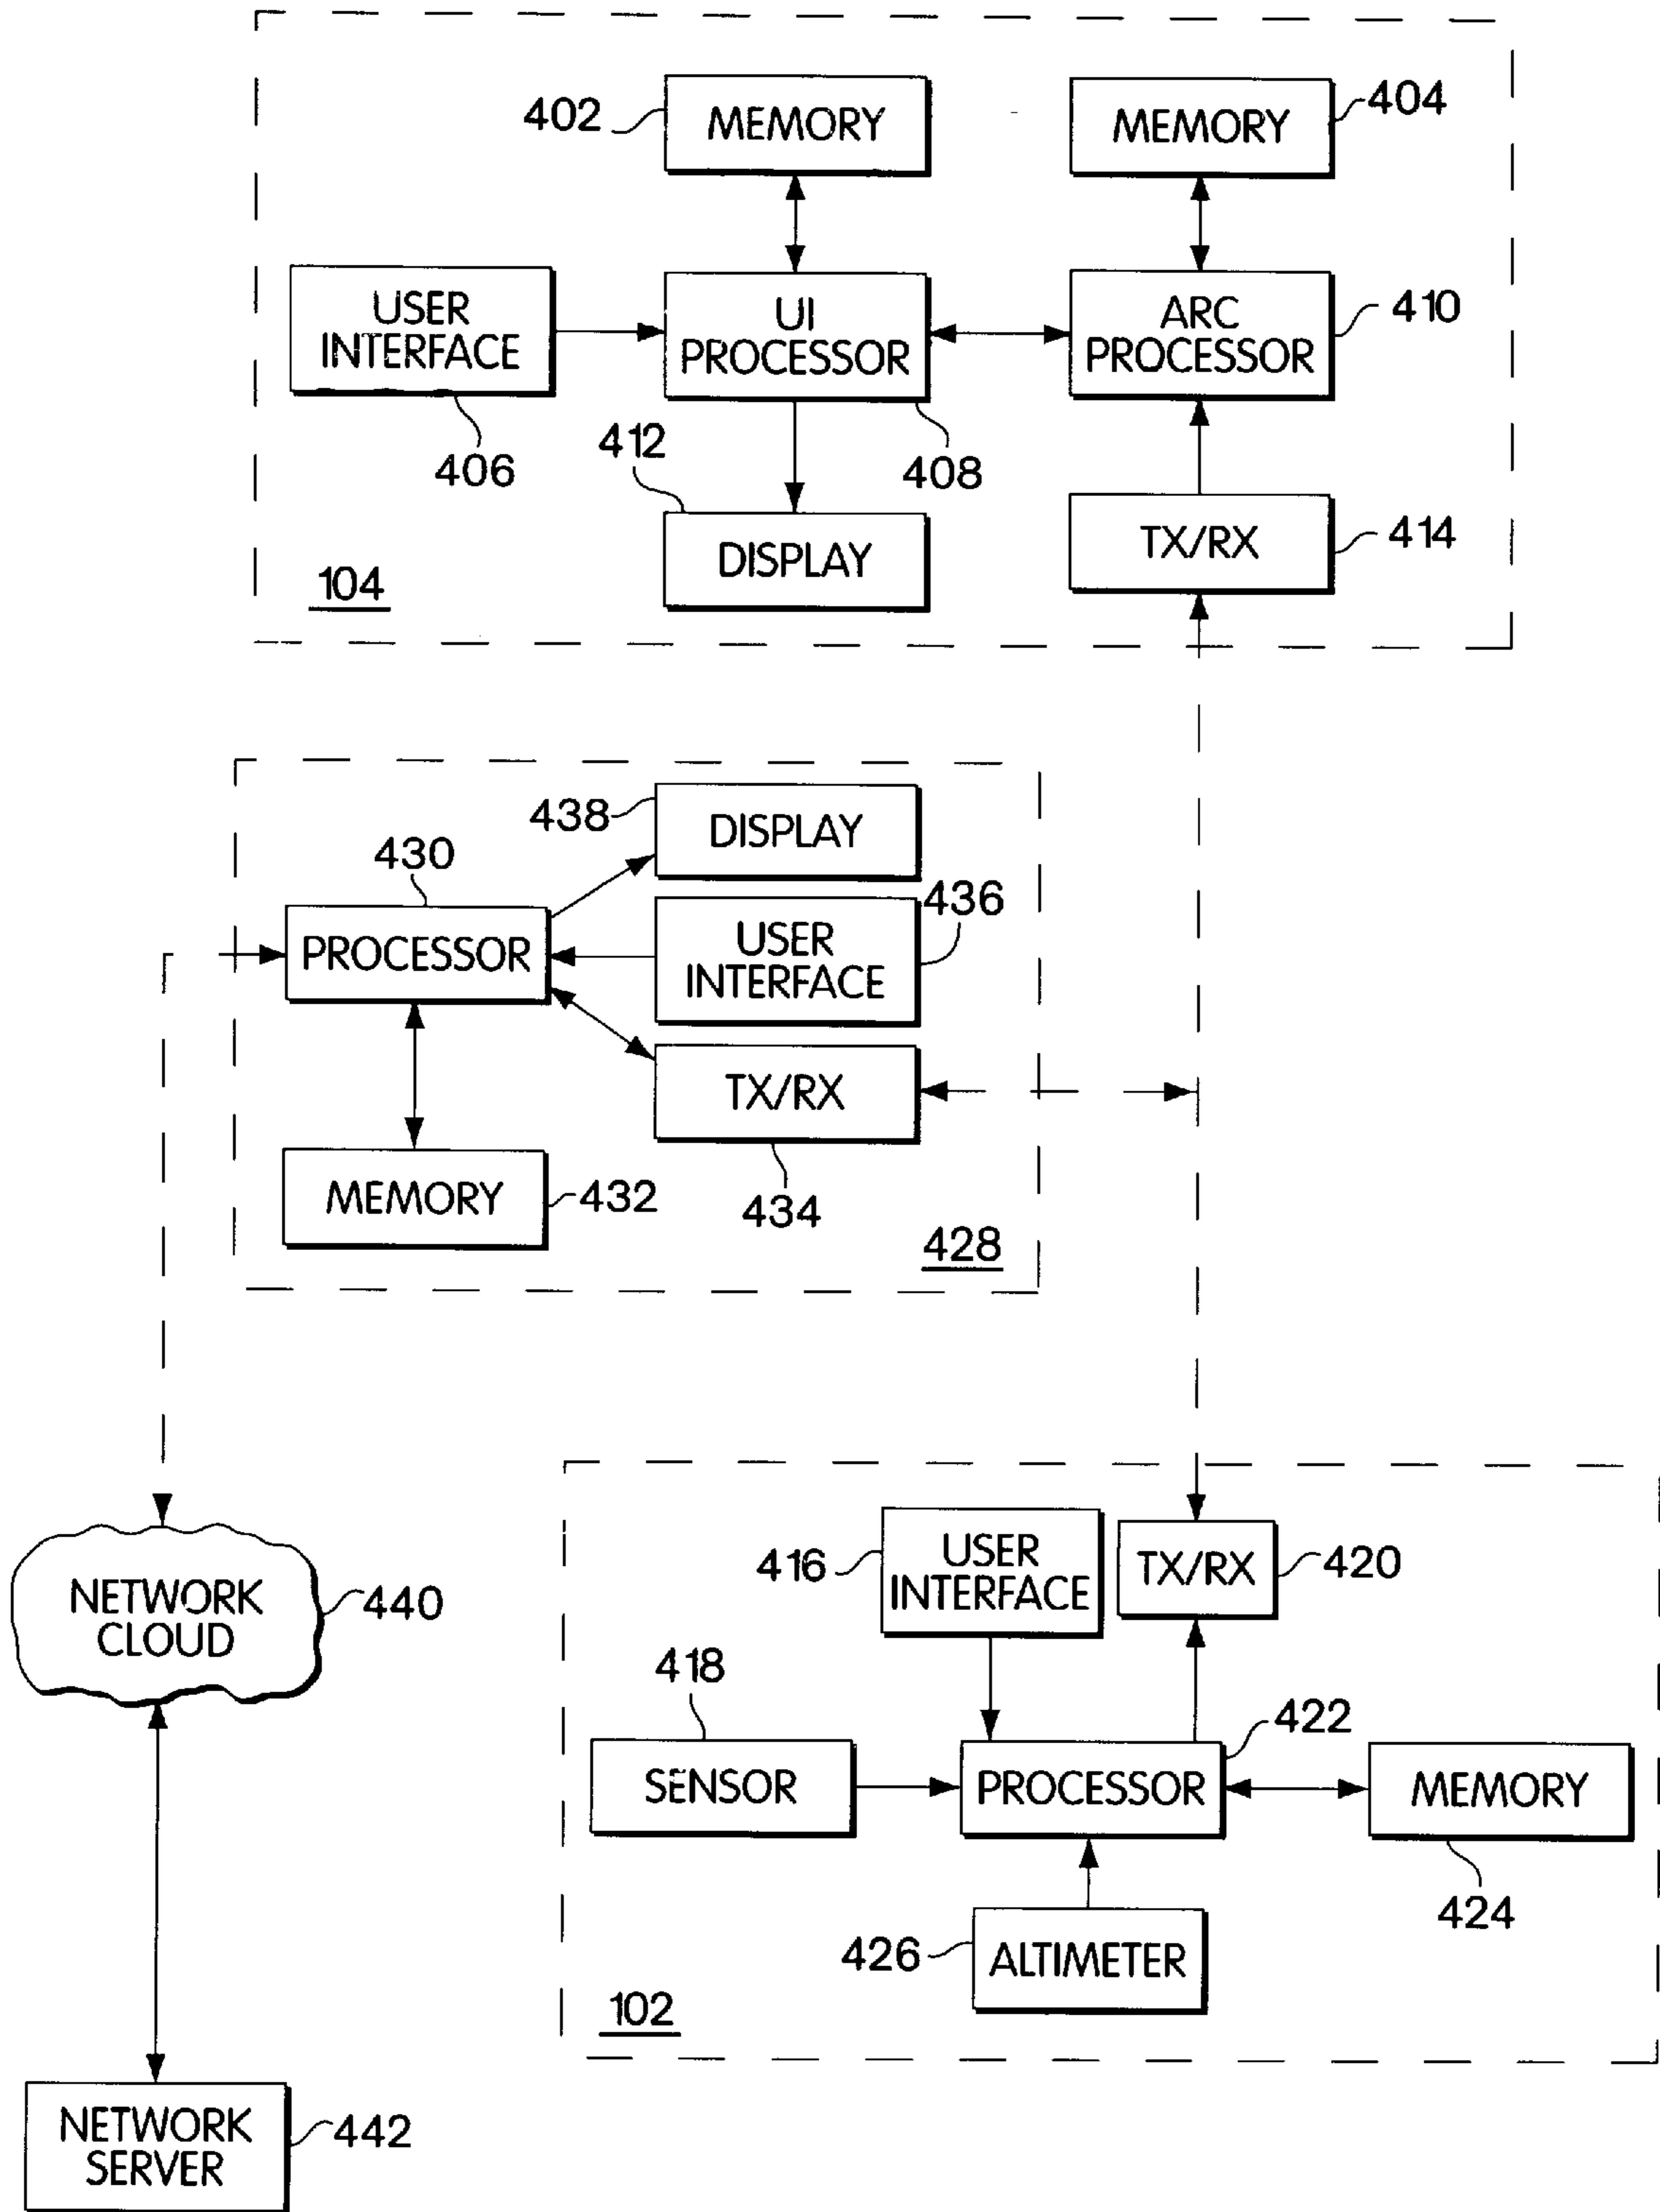 402
MEMORY
MEMORY
404
USER
INTERFACE
406
UI
PROCESSOR
408
ARC
PROCESSOR
410
412
DISPLAY
TX/RX
414
104
438
DISPLAY
430
PROCESSOR
436
USER
INTERFACE
TX/RX
434
MEMORY
432
428
NETWORK
CLOUD
440
416
USER
INTERFACE
TX/RX
420
418
SENSOR
PROCESSOR
422
MEMORY
424
426
ALTIMETER
102
NETWORK
SERVER
442